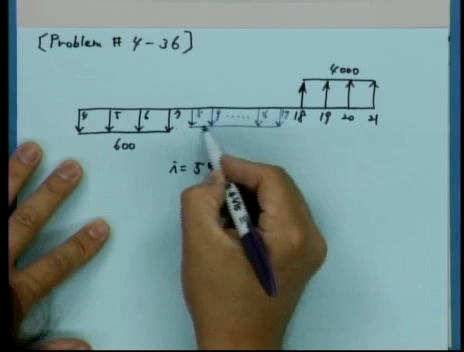 [Problem # 4-36]
4000
4 5 6 7 8 9 ..... 16 17 18 19 20 21
600
i = 5